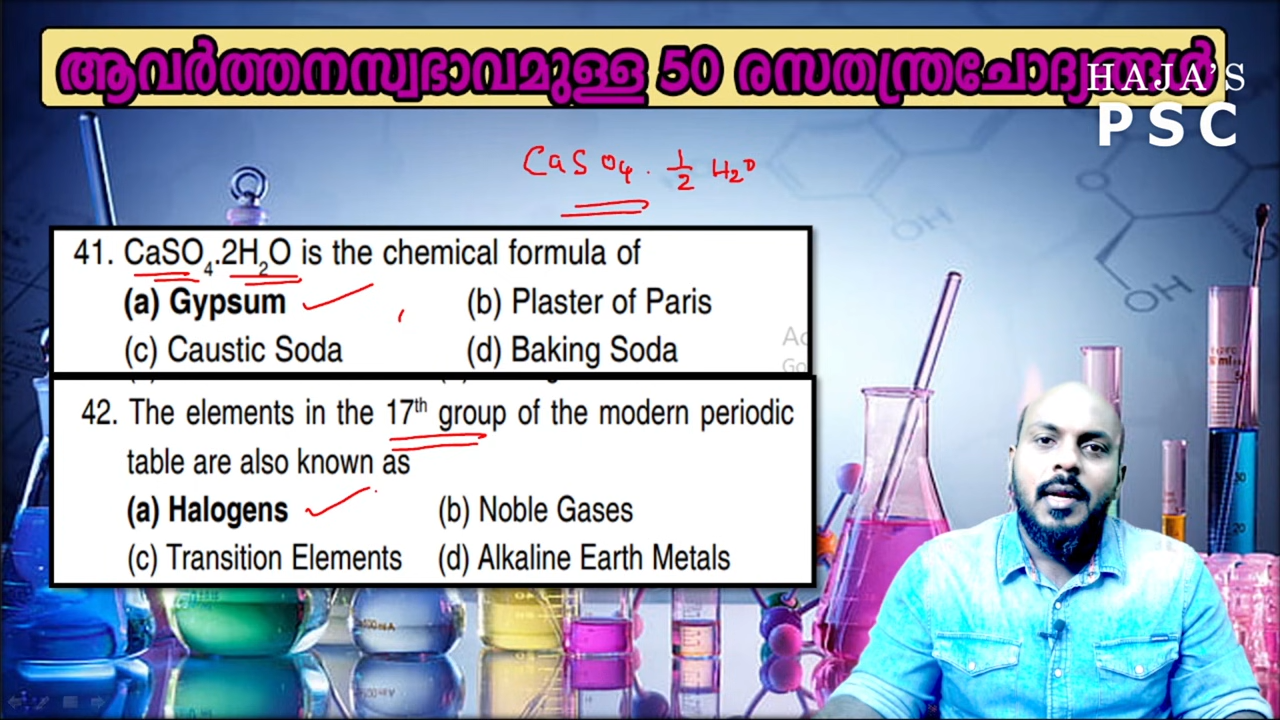 ആവർത്തനസ്വഭാവമുള്ള 50 രസതന്ത്രചോദ്യങ്ങൾ
HAJA'S
PSC
CaSO₄ . ½ H₂O
41. CaSO₄.2H₂O is the chemical formula of
(a) Gypsum (b) Plaster of Paris
(c) Caustic Soda (d) Baking Soda
42. The elements in the 17ᵗʰ group of the modern periodic
table are also known as
(a) Halogens (b) Noble Gases
(c) Transition Elements (d) Alkaline Earth Metals